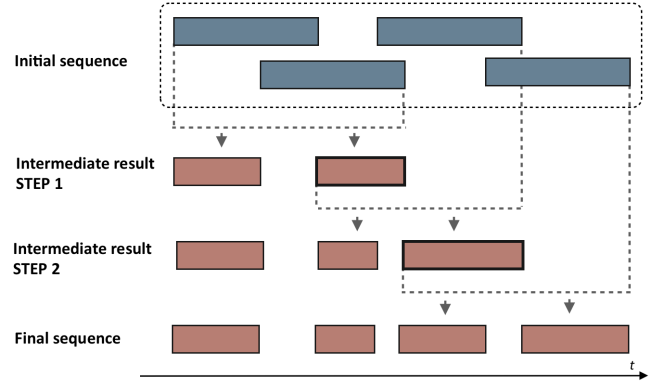 Initial sequence
Intermediate result
STEP 1
Intermediate result
STEP 2
Final sequence
t